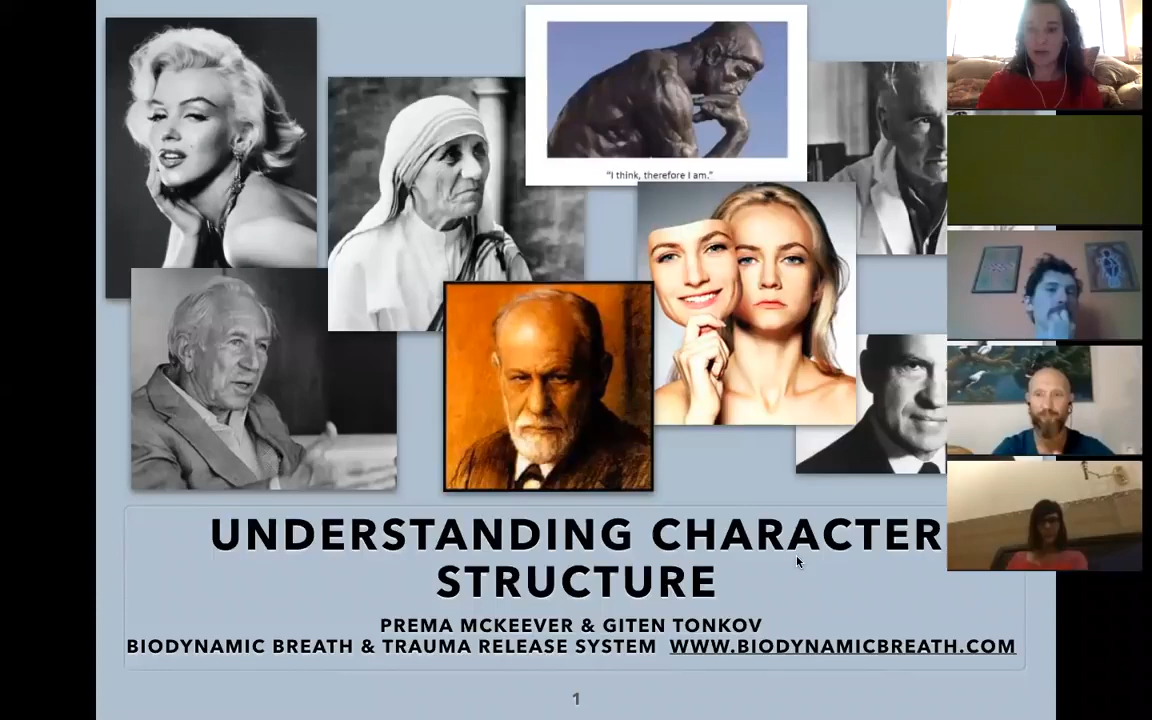 "I think, therefore I am."
UNDERSTANDING CHARACTER
STRUCTURE
PREMA MCKEEVER & GITEN TONKOV
BIODYNAMIC BREATH & TRAUMA RELEASE SYSTEM WWW.BIODYNAMICBREATH.COM
1